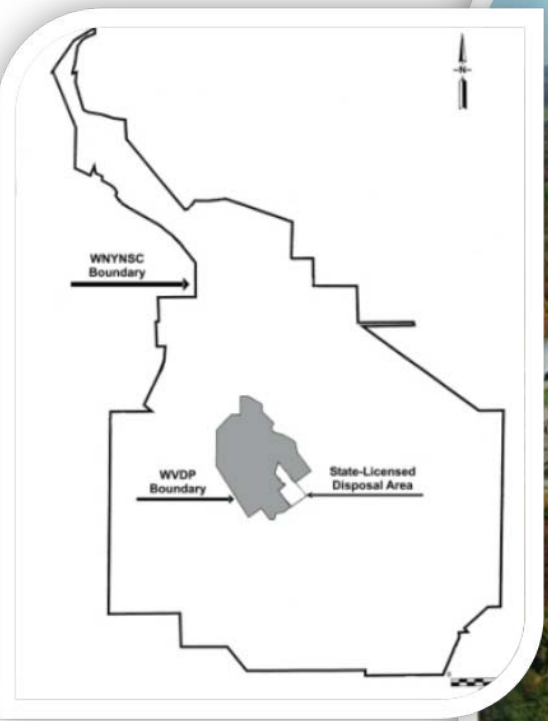 N
WNYNSC
Boundary
WVDP
Boundary
State-Licensed
Disposal Area